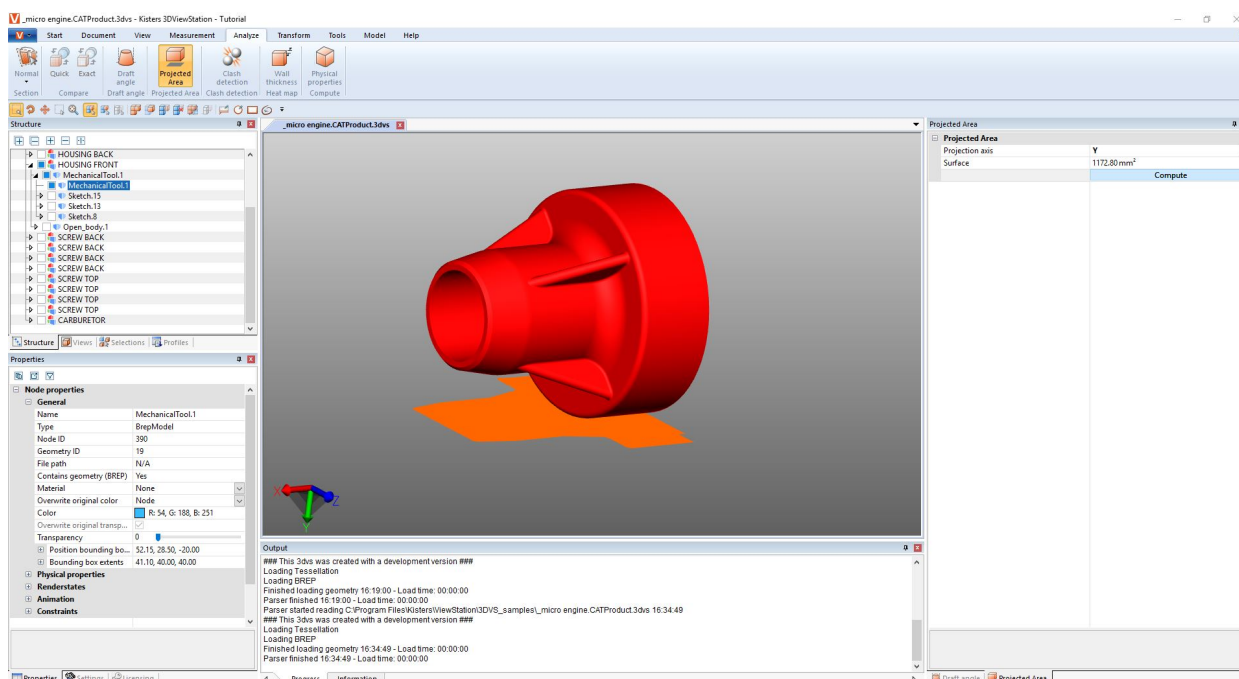 _micro engine.CATProduct.3dvs - Kisters 3DViewStation - Tutorial
Start Document View Measurement Analyze Transform Tools Model Help
Normal Quick Exact Draft angle Projected Area Clash detection Wall thickness Physical properties
Section Compare Draft angle Projected Area Clash detection Heat map Compute
Structure
HOUSING BACK
HOUSING FRONT
MechanicalTool.1
MechanicalTool.1
Sketch.15
Sketch.13
Sketch.8
Open_body.1
SCREW BACK
SCREW BACK
SCREW BACK
SCREW BACK
SCREW TOP
SCREW TOP
SCREW TOP
SCREW TOP
CARBURETOR
Structure Views Selections Profiles
Properties
Node properties
General
Name MechanicalTool.1
Type BrepModel
Node ID 390
Geometry ID 19
File path N/A
Contains geometry (BREP) Yes
Material None
Overwrite original color Node
Color R: 54, G: 188, B: 251
Overwrite original transp...
Transparency 0
Position bounding bo... 52.15, 28.50, -20.00
Bounding box extents 41.10, 40.00, 40.00
Physical properties
Renderstates
Animation
Constraints
Properties Settings Licensing
_micro engine.CATProduct.3dvs
X
Z
Y
Output
### This 3dvs was created with a development version ###
Loading Tessellation
Loading BREP
Finished loading geometry 16:19:00 - Load time: 00:00:00
Parser finished 16:19:00 - Load time: 00:00:00
Parser started reading C:\Program Files\Kisters\ViewStation\3DVS_samples\_micro engine.CATProduct.3dvs 16:34:49
### This 3dvs was created with a development version ###
Loading Tessellation
Loading BREP
Finished loading geometry 16:34:49 - Load time: 00:00:00
Parser finished 16:34:49 - Load time: 00:00:00
Progress Information
Projected Area
Projected Area
Projection axis Y
Surface 1172.80 mm²
Compute
Draft angle Projected Area